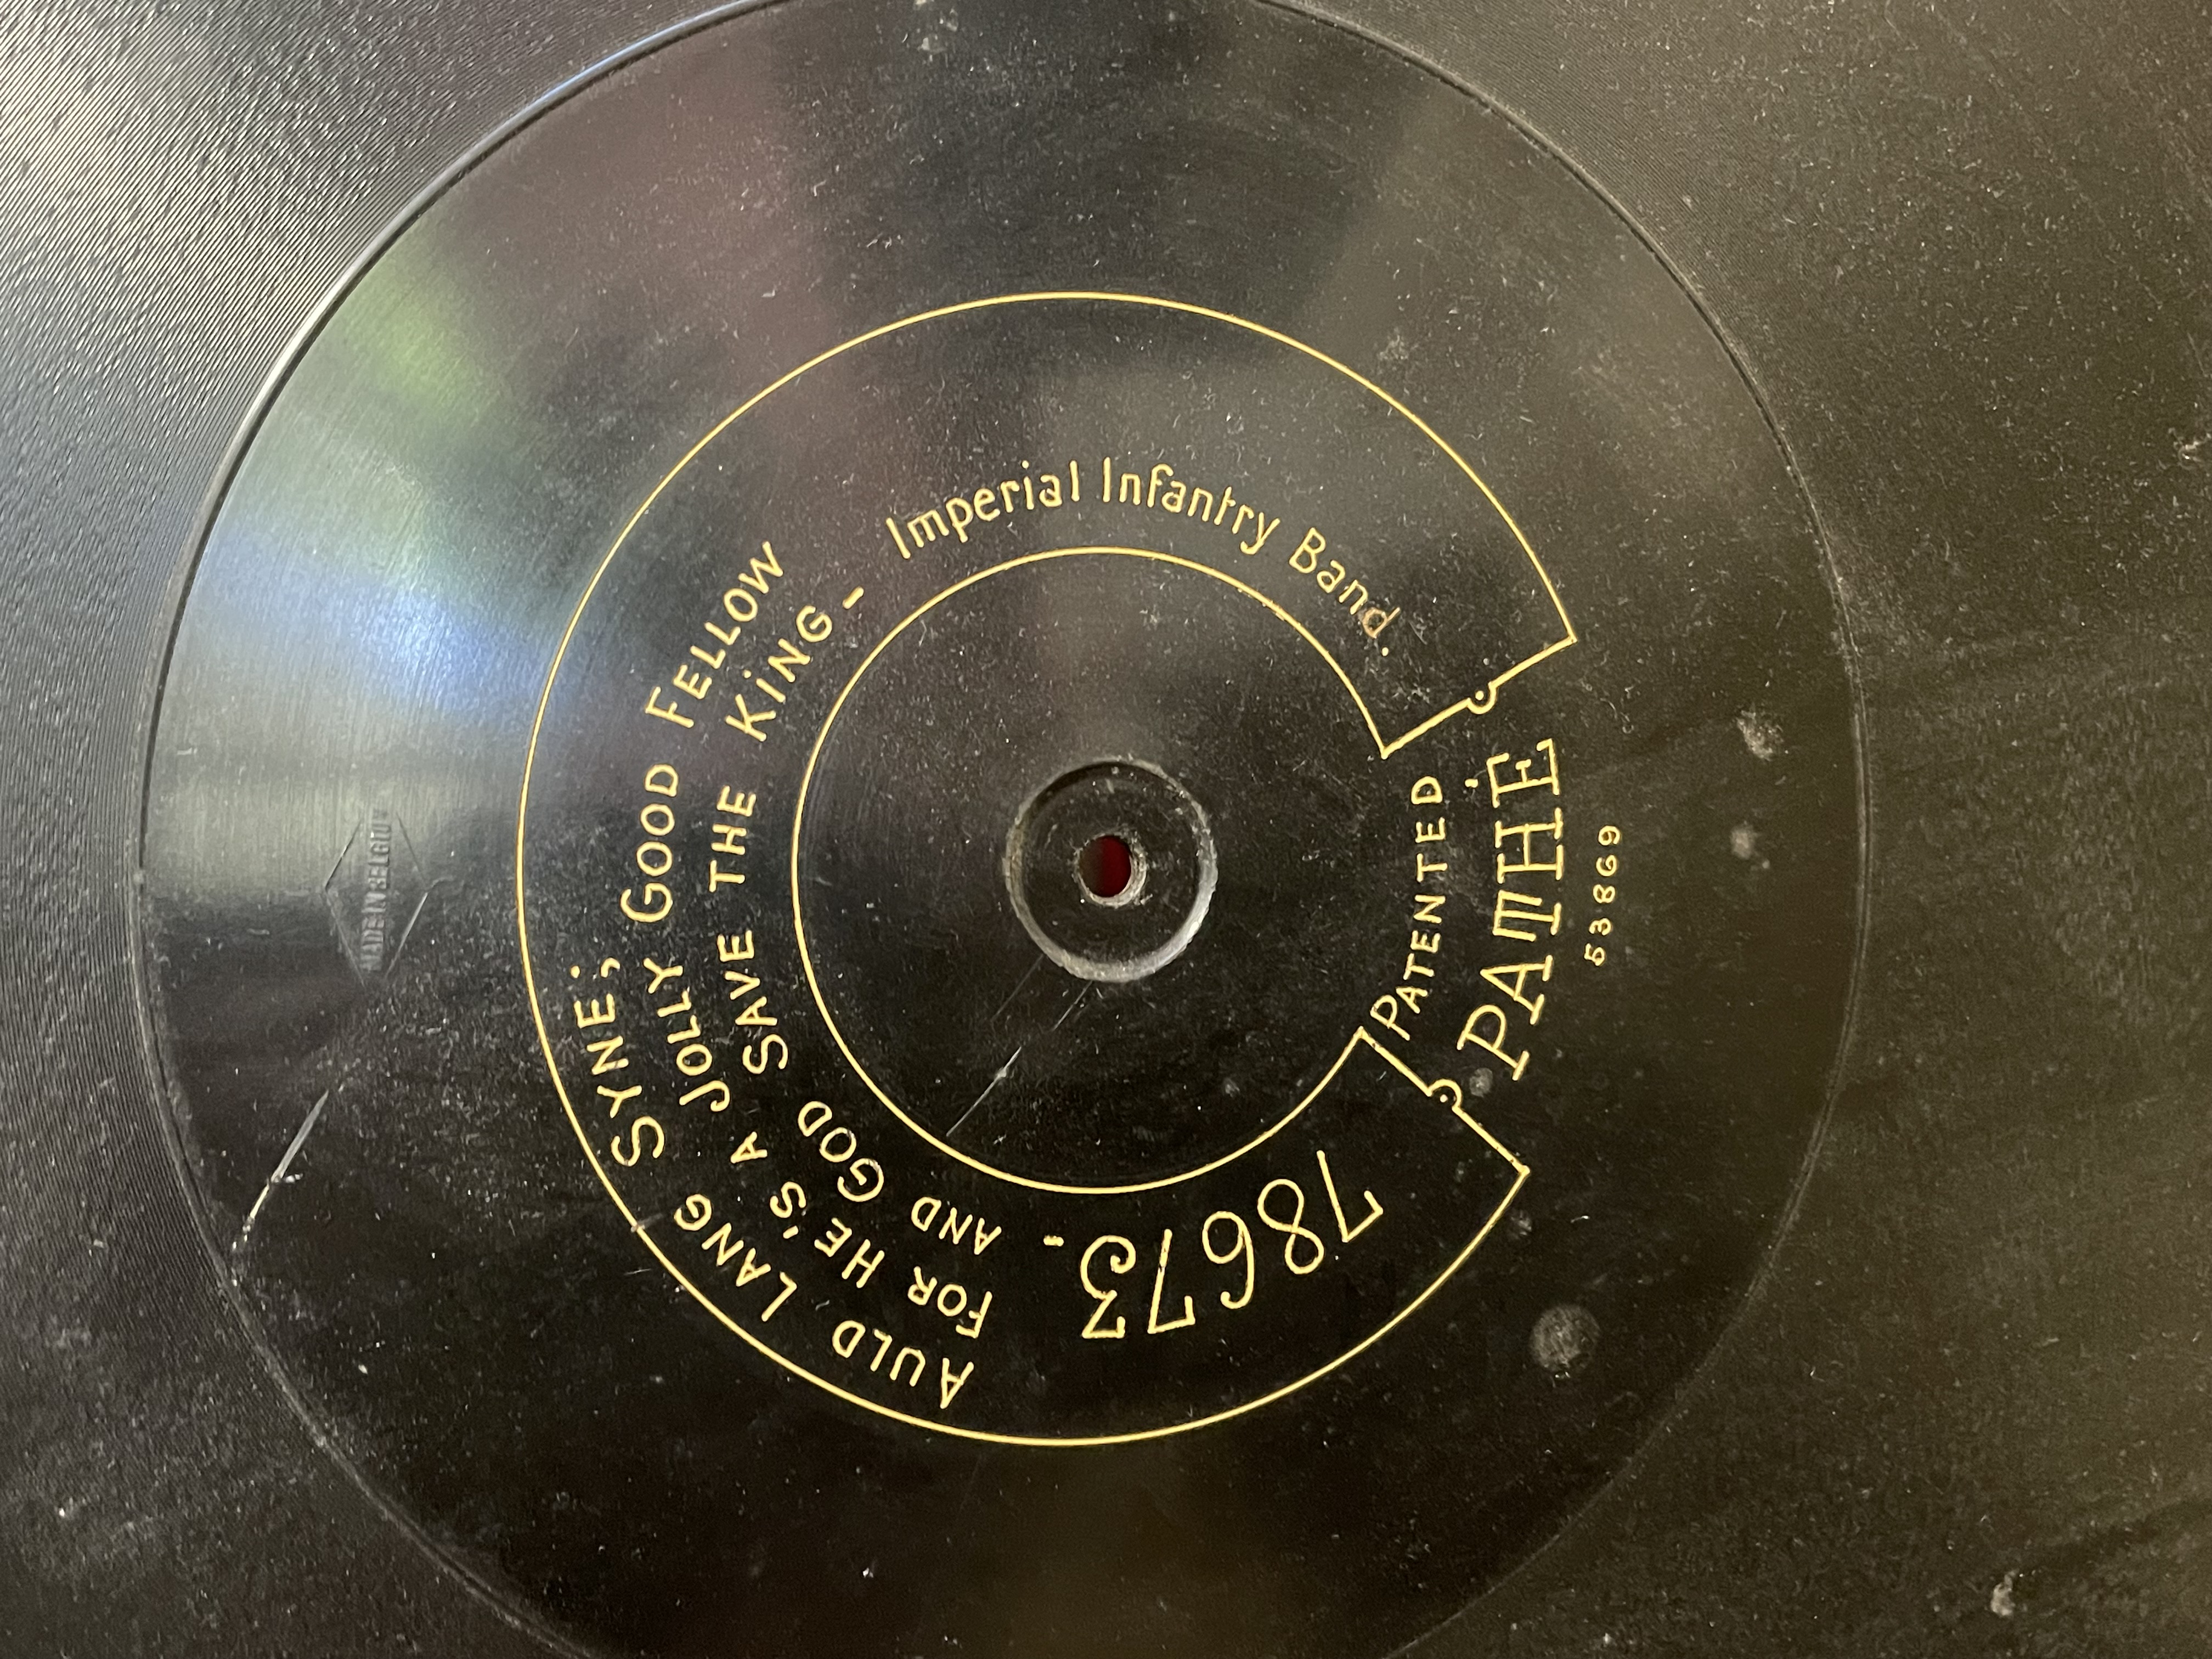 PATHÉ
PATENTED
53869
78673-
AULD LANG SYNE;
FOR HE'S A JOLLY GOOD FELLOW
AND GOD SAVE THE KING-
Imperial Infantry Band.
MADE IN BELGIUM